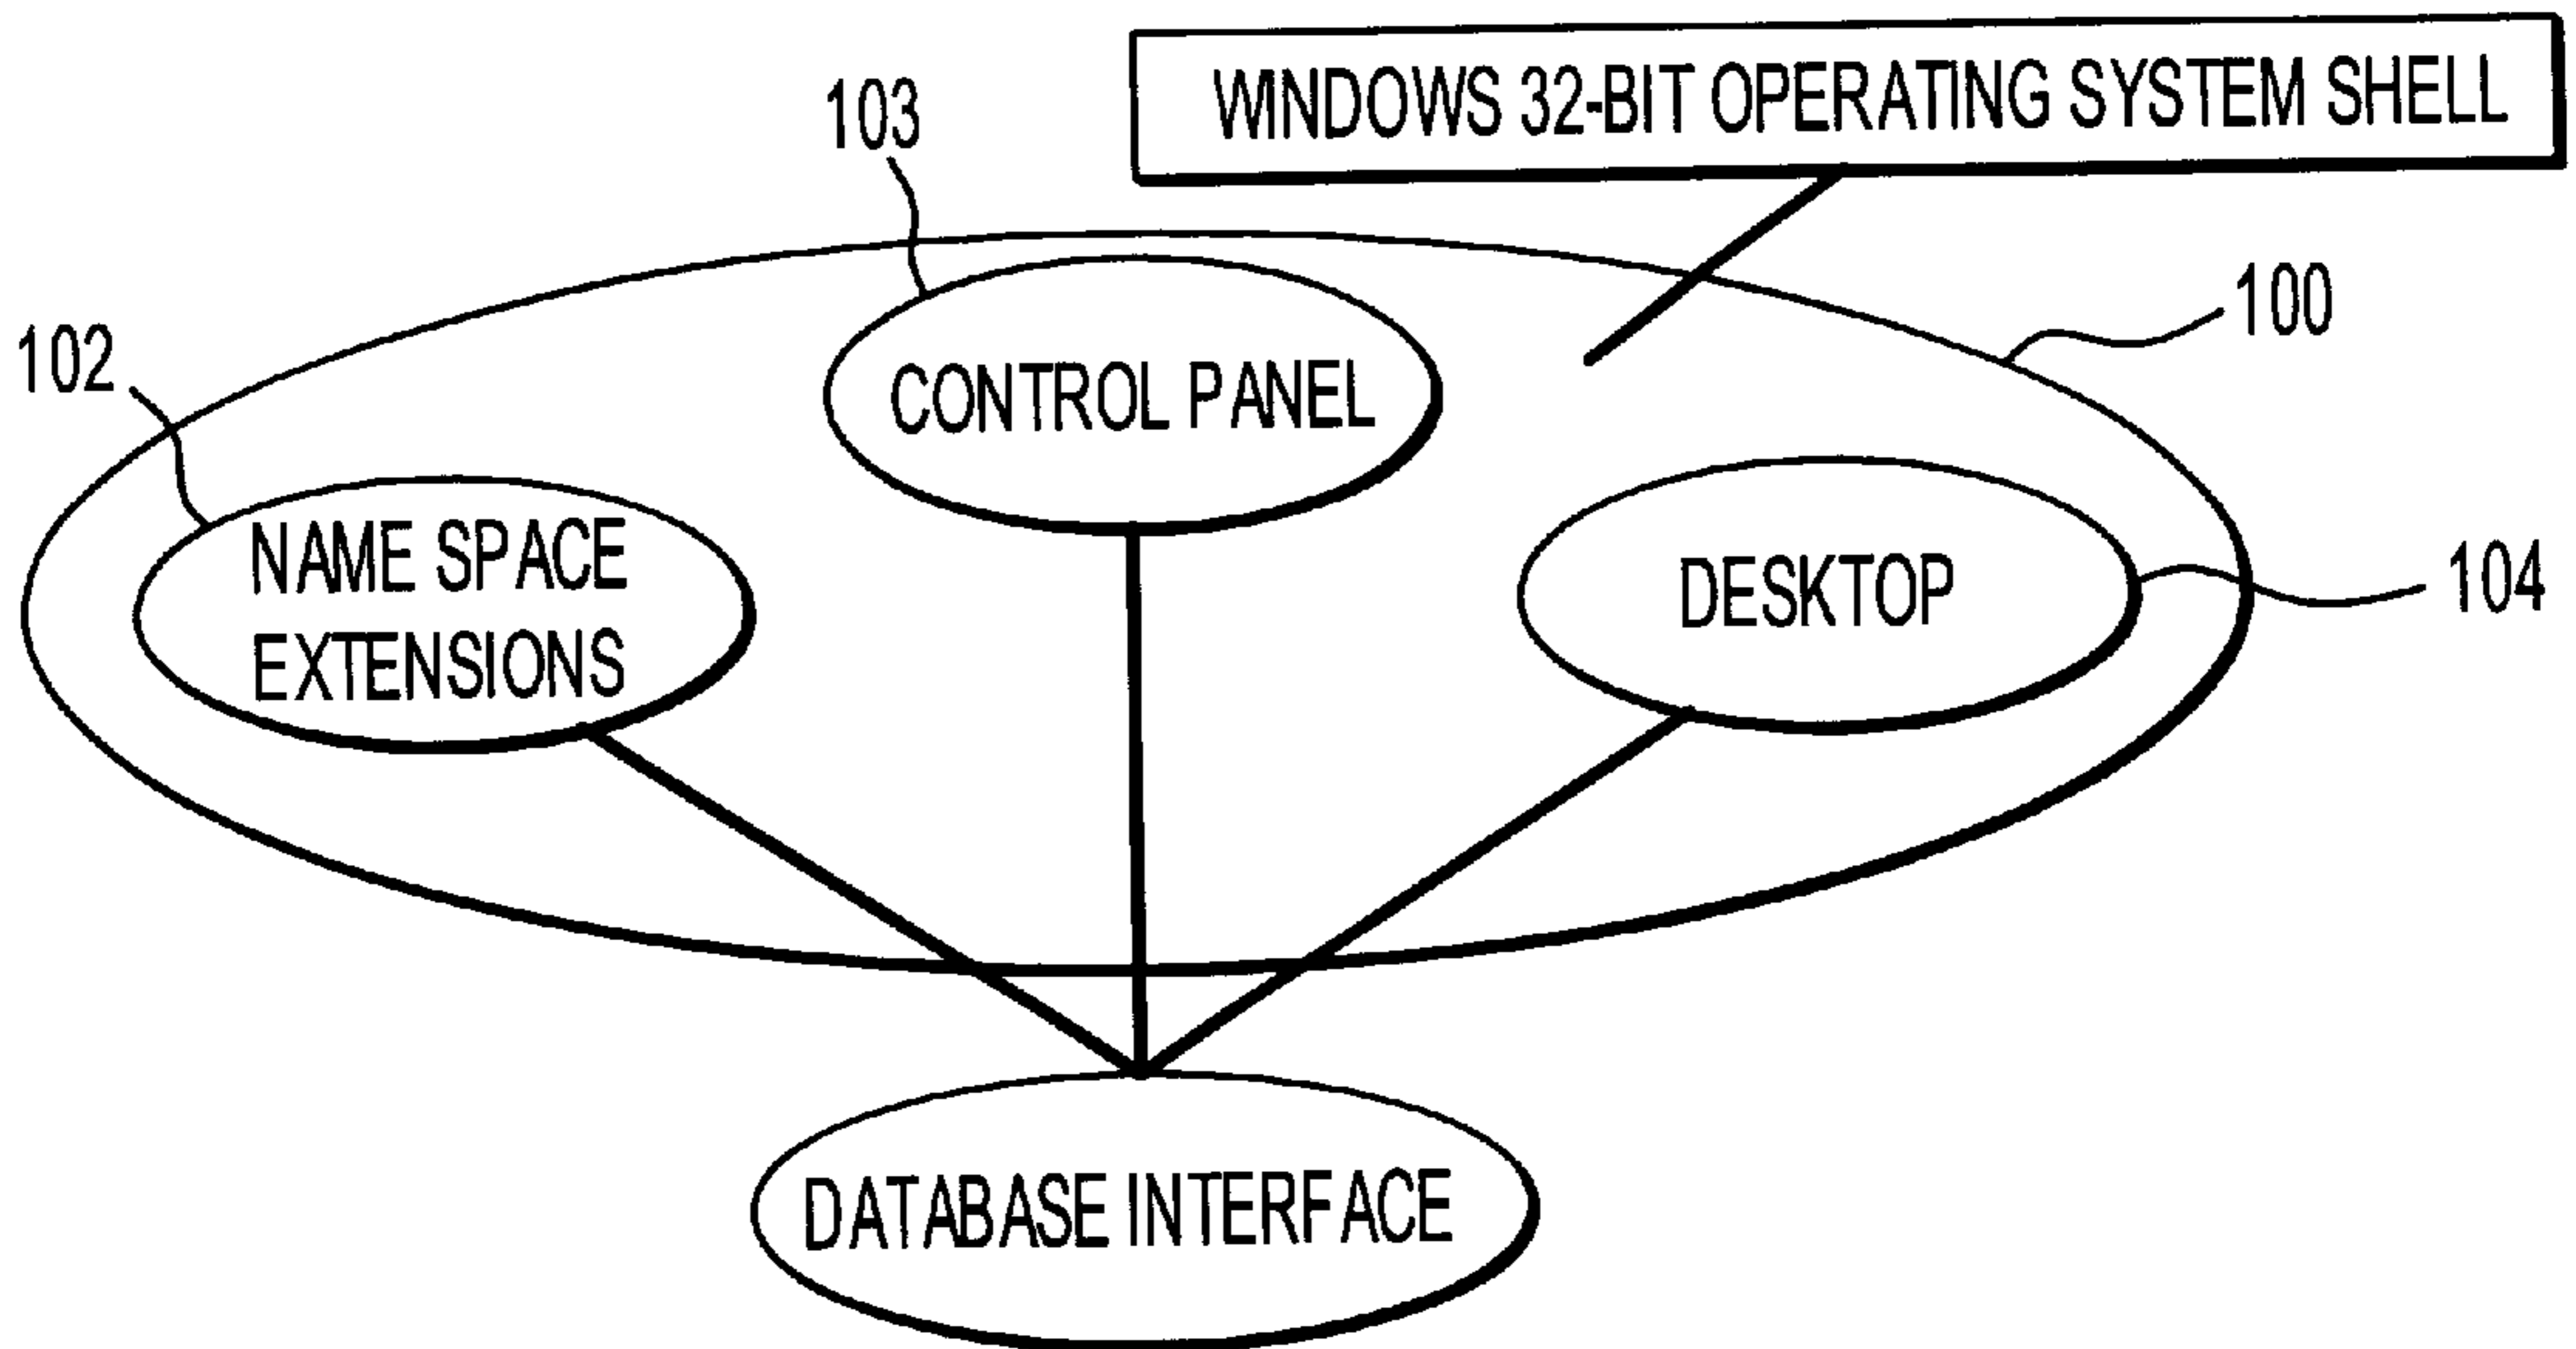 WINDOWS 32-BIT OPERATING SYSTEM SHELL
103
100
102
CONTROL PANEL
NAME SPACE
EXTENSIONS
DESKTOP
104
DATABASE INTERFACE